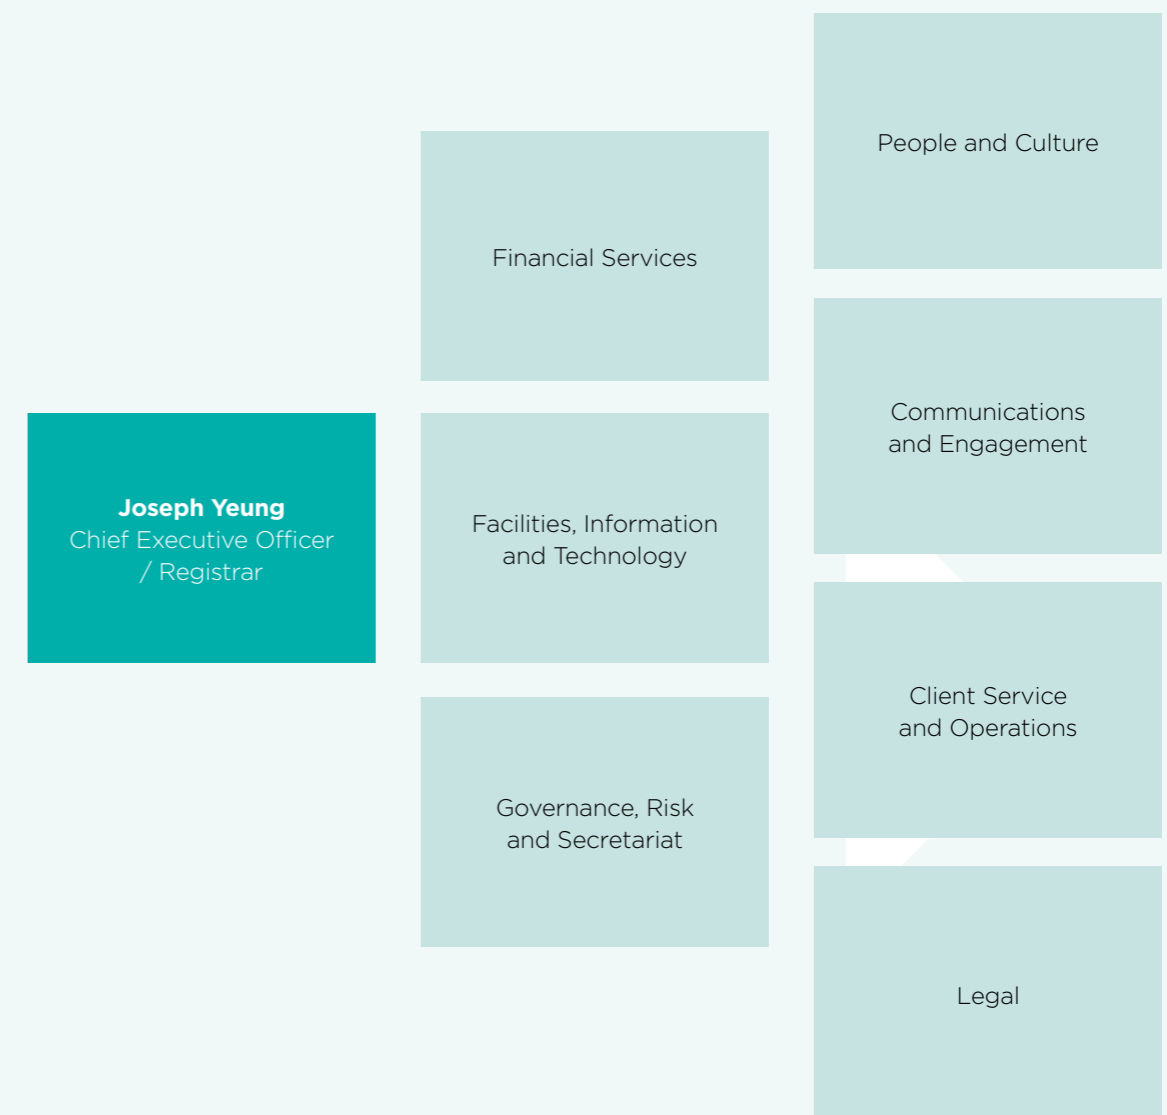 Joseph Yeung
Chief Executive Officer
/ Registrar
Financial Services
Facilities, Information
and Technology
Governance, Risk
and Secretariat
People and Culture
Communications
and Engagement
Client Service
and Operations
Legal